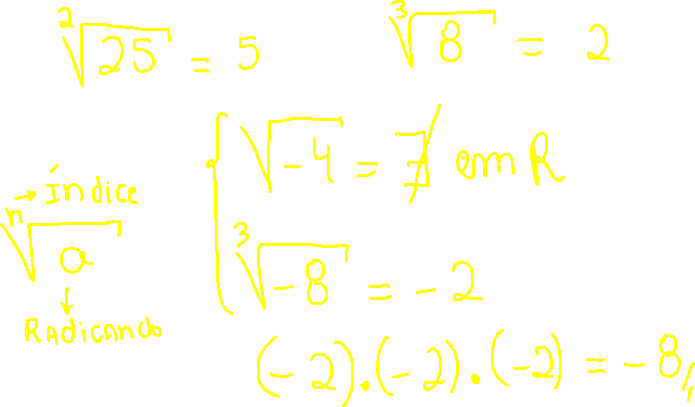 ²√25 = 5
³√8 = 2
√-4 = ∄ em R
→ Índice
ⁿ√a
↓
Radicando
³√-8 = -2
(-2).(-2).(-2) = -8//